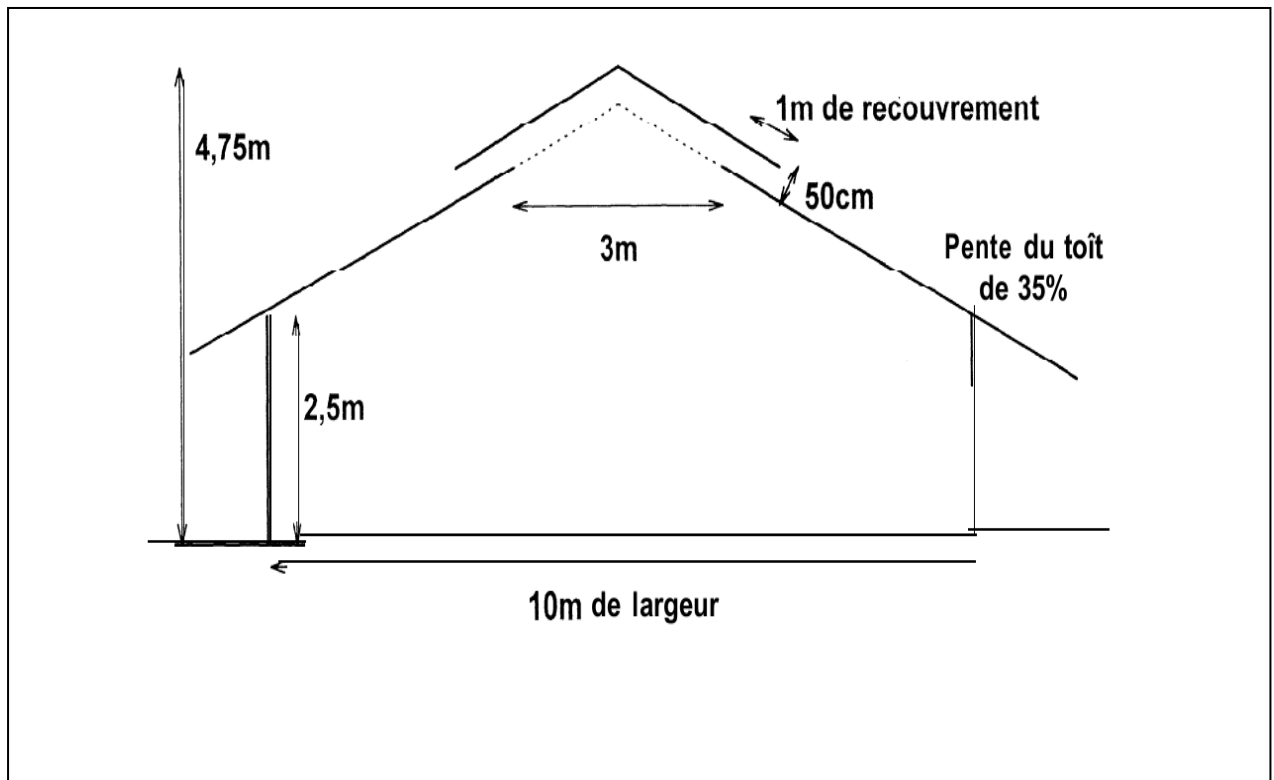 1m de recouvrement
4,75m
50cm
3m
Pente du toît
de 35%
2,5m
10m de largeur